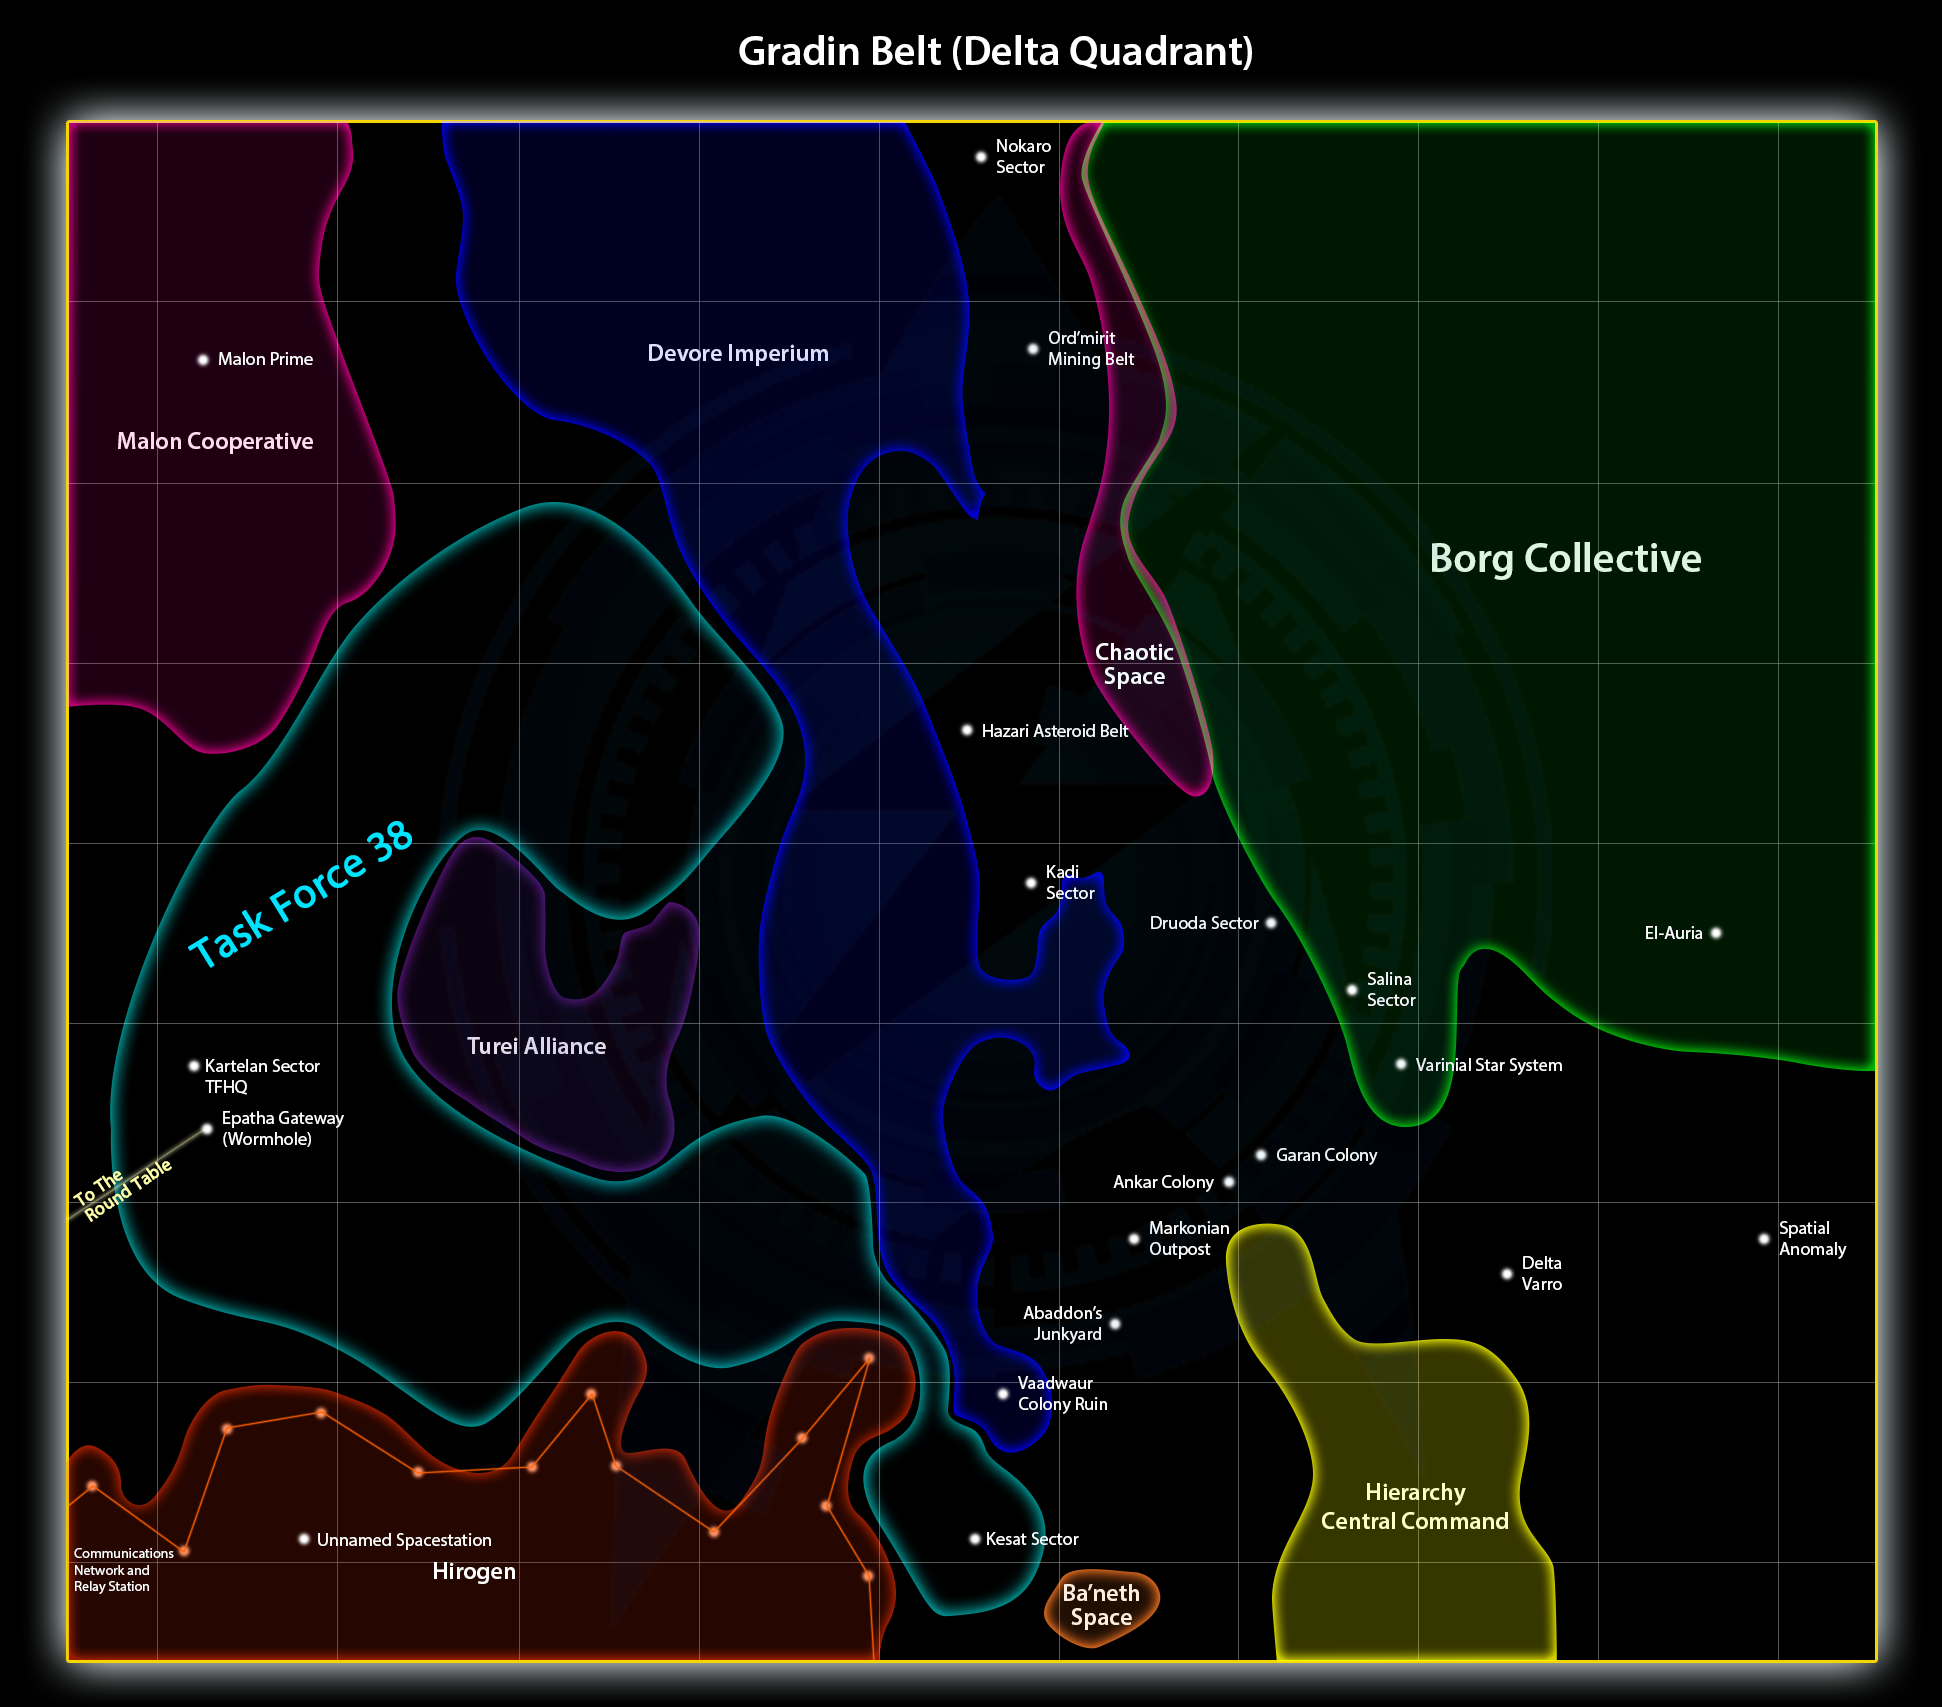 Gradin Belt (Delta Quadrant)
Nokaro
Sector
Ord'mirit
Mining Belt
Devore Imperium
Malon Prime
Malon Cooperative
Borg Collective
Chaotic
Space
Hazari Asteroid Belt
Task Force 38
Kadi
Sector
Druoda Sector
El-Auria
Salina
Sector
Turei Alliance
Kartelan Sector
TFHQ
Varinial Star System
Epatha Gateway
(Wormhole)
To The
Round Table
Garan Colony
Ankar Colony
Markonian
Outpost
Spatial
Anomaly
Delta
Varro
Abaddon's
Junkyard
Vaadwaur
Colony Ruin
Hierarchy
Central Command
Unnamed Spacestation
Kesat Sector
Communications
Network and
Relay Station
Hirogen
Ba'neth
Space